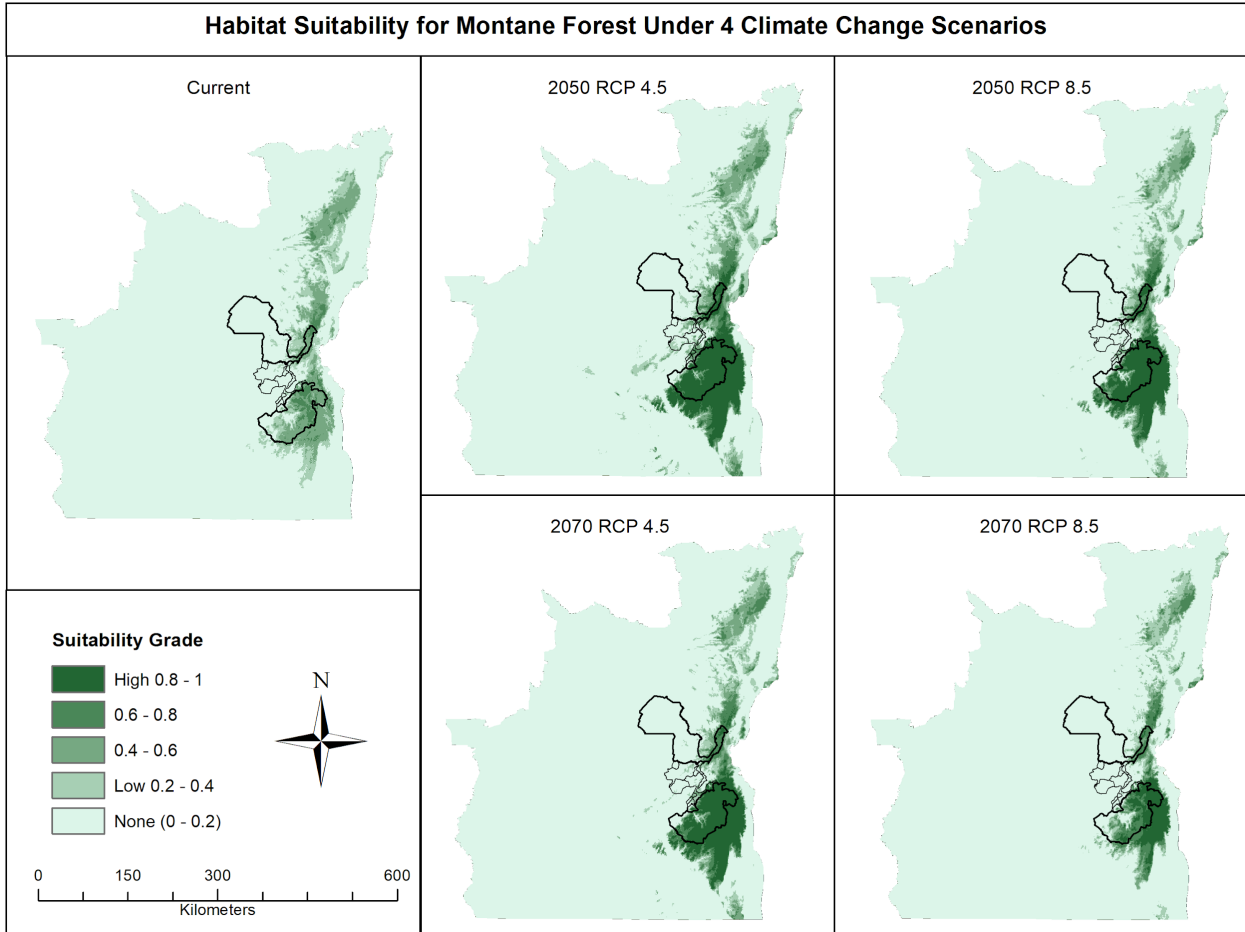 Habitat Suitability for Montane Forest Under 4 Climate Change Scenarios
Current
2050 RCP 4.5
2050 RCP 8.5
2070 RCP 4.5
2070 RCP 8.5
Suitability Grade
High 0.8 - 1
0.6 - 0.8
0.4 - 0.6
Low 0.2 - 0.4
None (0 - 0.2)
N
0 150 300 600
Kilometers